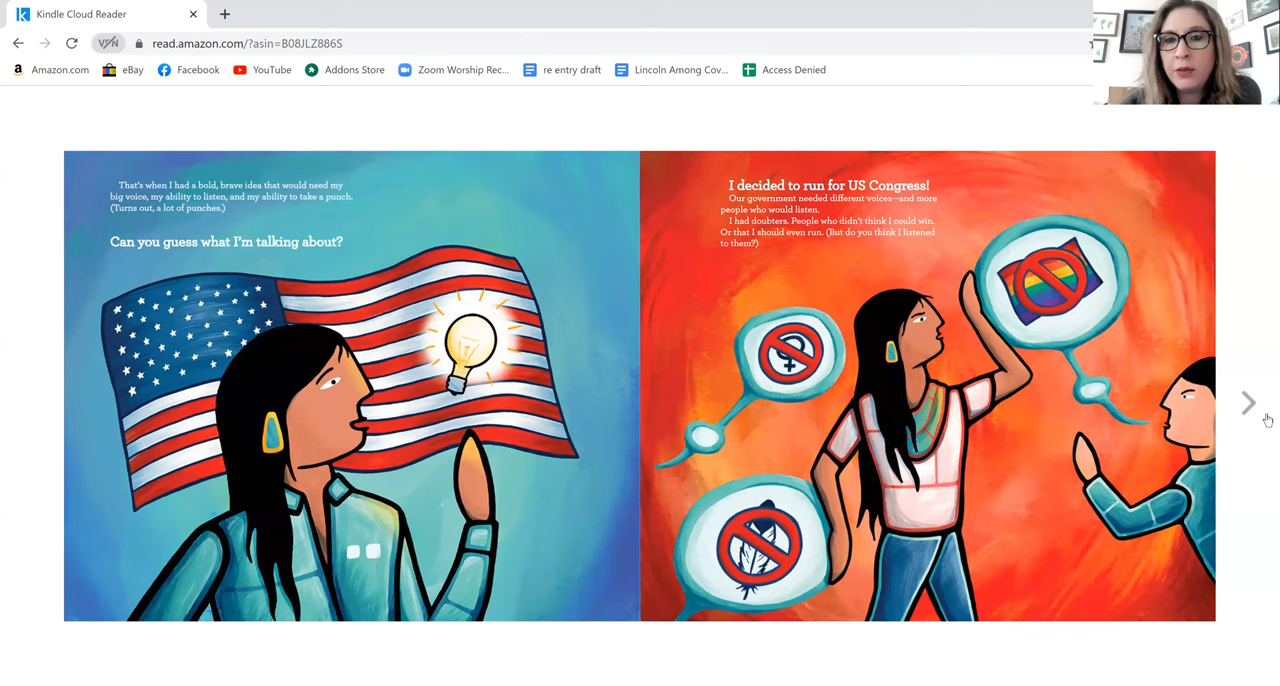 Kindle Cloud Reader
read.amazon.com/?asin=B08JLZ886S
Amazon.com
eBay
Facebook
YouTube
Addons Store
Zoom Worship Rec...
re entry draft
Lincoln Among Cov...
Access Denied
That's when I had a bold, brave idea that would need my
big voice, my ability to listen, and my ability to take a punch.
(Turns out, a lot of punches.)
Can you guess what I'm talking about?
I decided to run for US Congress!
Our government needed different voices—and more
people who would listen.
I had doubters. People who didn't think I could win.
Or that I should even run. (But do you think I listened
to them?)